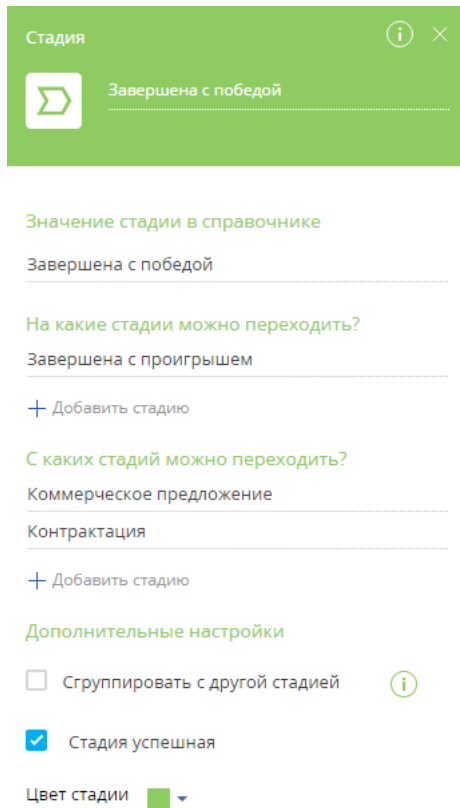 Стадия
Завершена с победой
Значение стадии в справочнике
Завершена с победой
На какие стадии можно переходить?
Завершена с проигрышем
+ Добавить стадию
С каких стадий можно переходить?
Коммерческое предложение
Контрактация
+ Добавить стадию
Дополнительные настройки
Сгруппировать с другой стадией
Стадия успешная
Цвет стадии